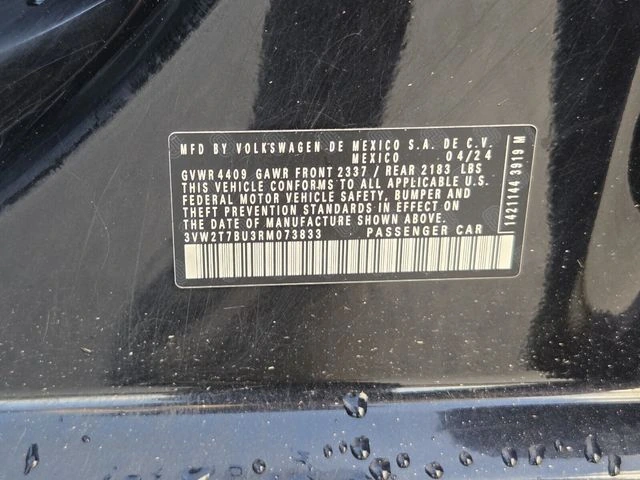 MFD BY VOLKSWAGEN DE MEXICO S.A. DE C.V.
MEXICO 04/24
GVWR 4409 GAWR FRONT 2337 / REAR 2183 LBS
THIS VEHICLE CONFORMS TO ALL APPLICABLE U.S.
FEDERAL MOTOR VEHICLE SAFETY, BUMPER AND
THEFT PREVENTION STANDARDS IN EFFECT ON
THE DATE OF MANUFACTURE SHOWN ABOVE.
3VW2T7BU3RM073833 PASSENGER CAR
1421144 3919 M